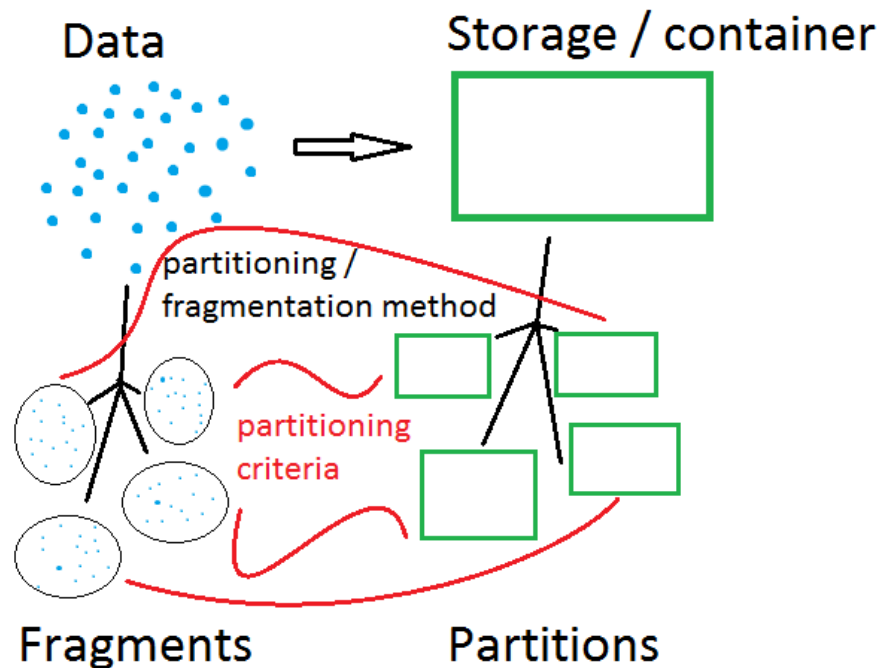 Data
Storage / container
partitioning /
fragmentation method
partitioning
criteria
Fragments
Partitions